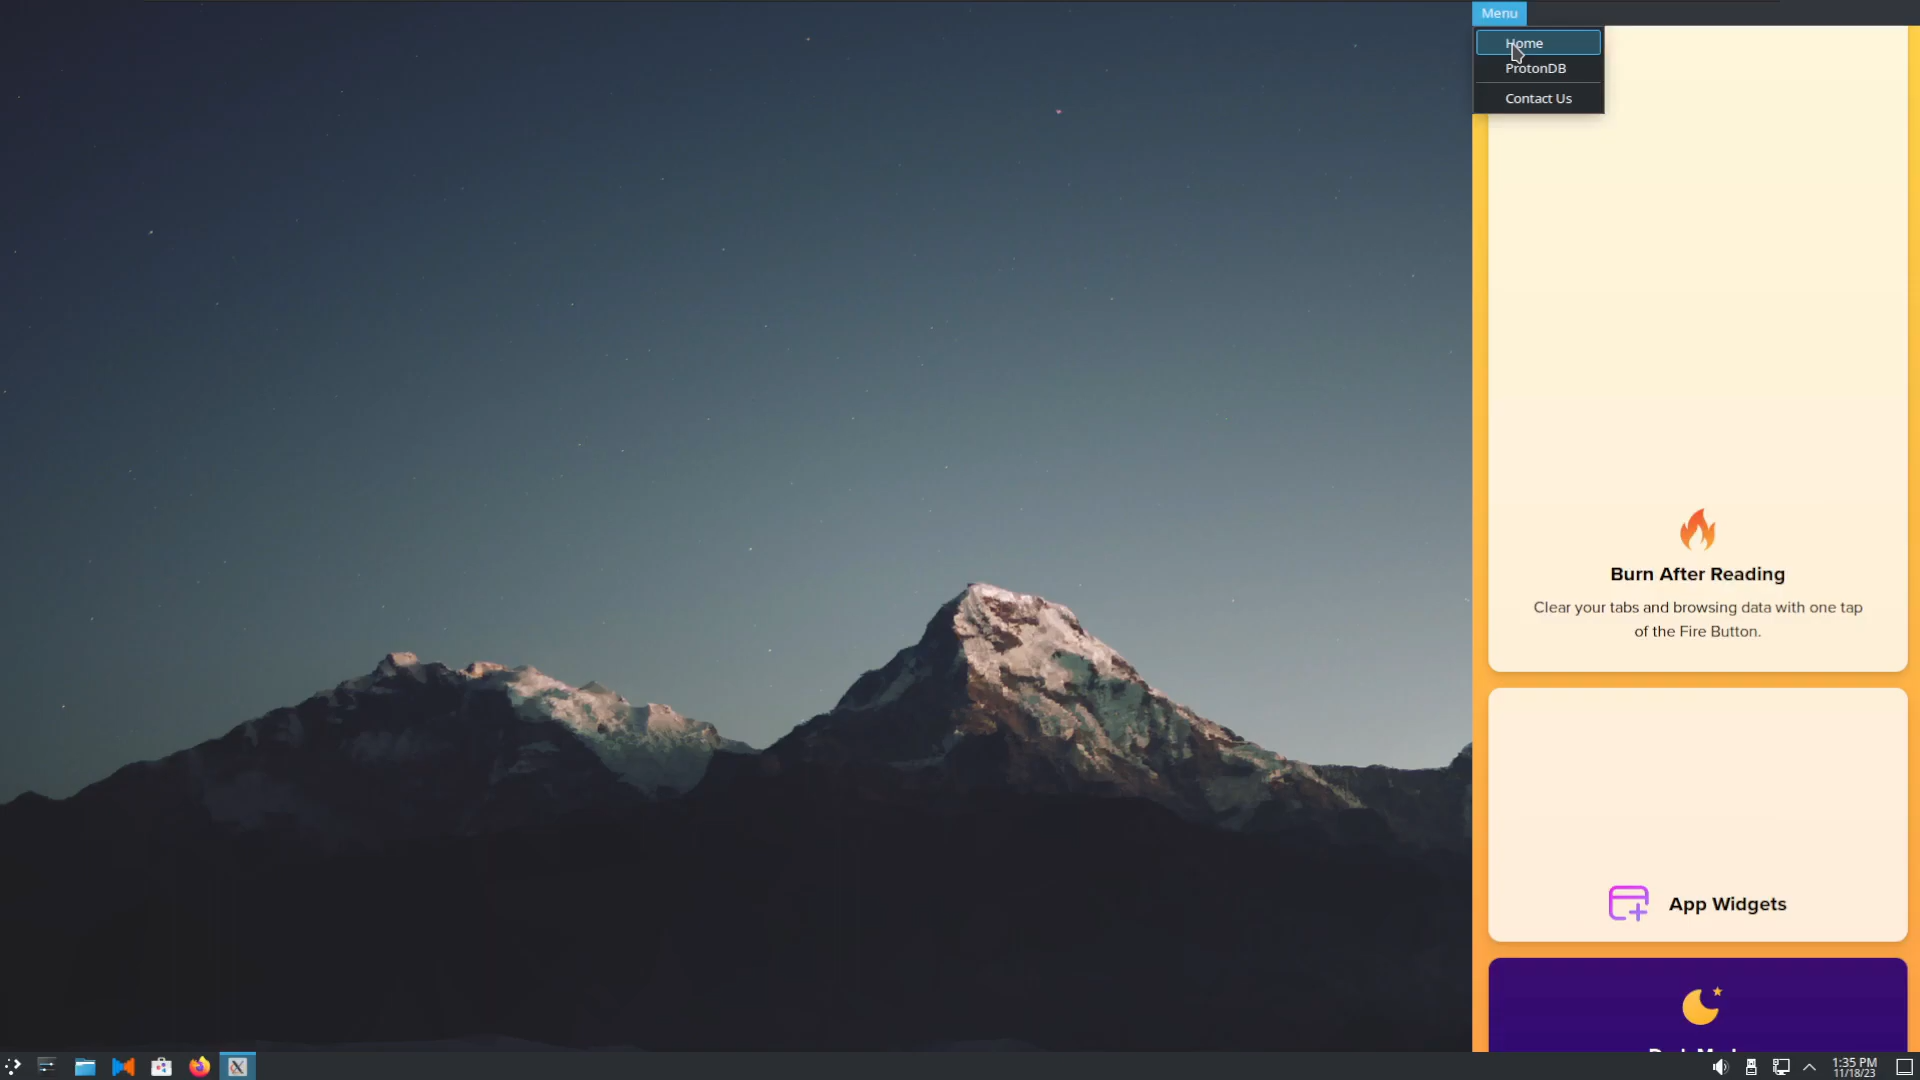 Menu
Home
ProtonDB
Contact Us
Burn After Reading
Clear your tabs and browsing data with one tap
of the Fire Button.
App Widgets
1:35 PM
11/18/23